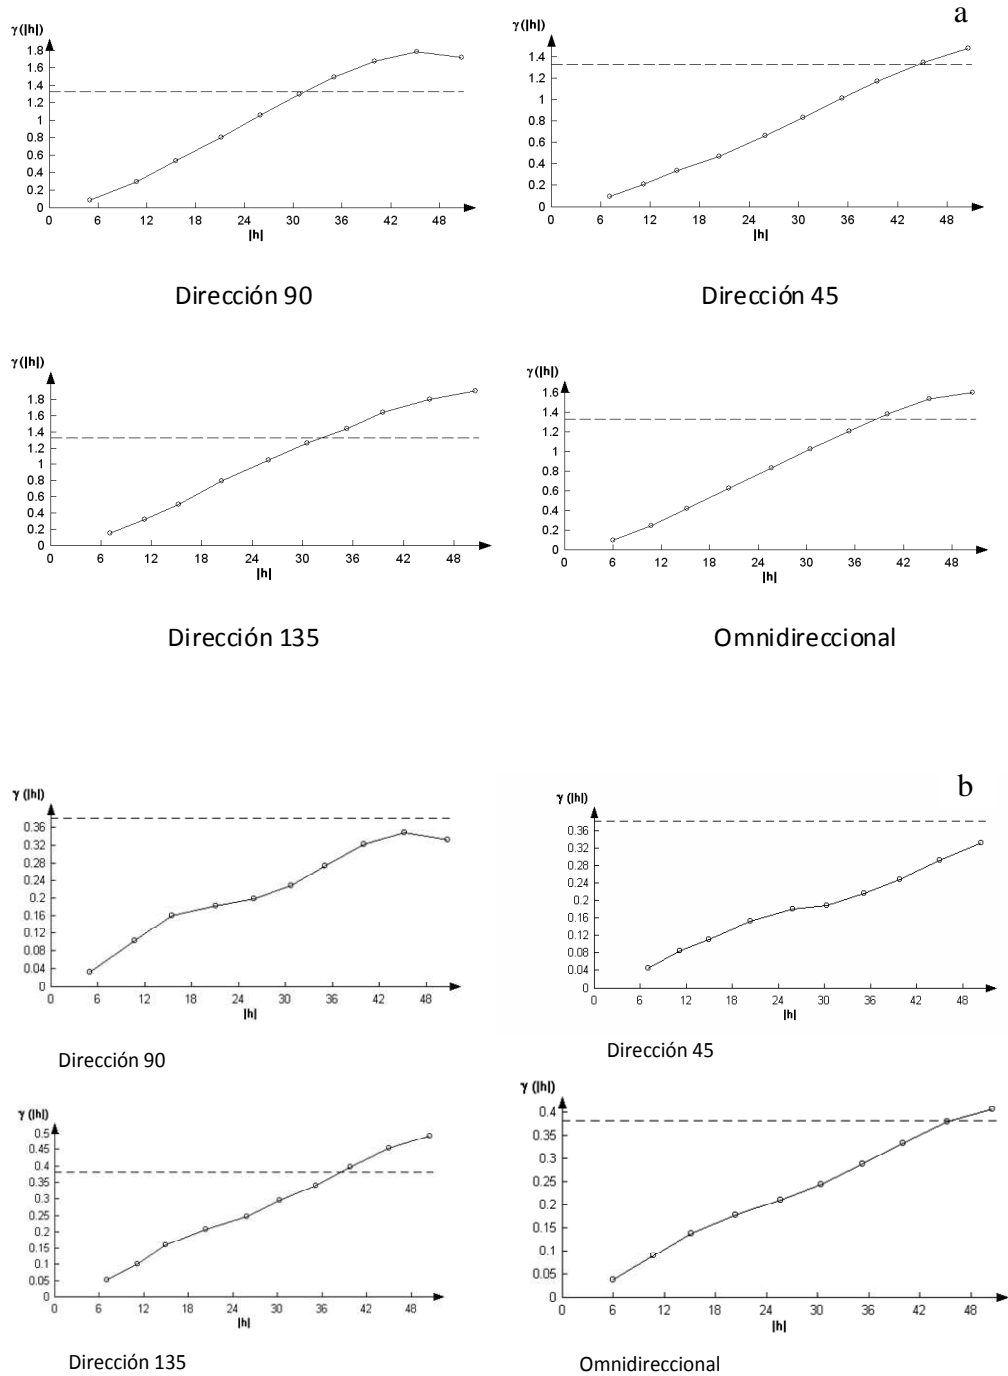 a
γ (|h|)
1.8
1.6
1.4
1.2
1
0.8
0.6
0.4
0.2
0
0 6 12 18 24 30 36 42 48
|h|
Dirección 90
1.4
1.2
1
0.8
0.6
0.4
0.2
0
0 6 12 18 24 30 36 42 48
|h|
Dirección 45
γ (|h|)
1.8
1.6
1.4
1.2
1
0.8
0.6
0.4
0.2
0
0 6 12 18 24 30 36 42 48
|h|
Dirección 135
γ (|h|)
1.6
1.4
1.2
1
0.8
0.6
0.4
0.2
0
0 6 12 18 24 30 36 42 48
|h|
Omnidireccional
b
γ (|h|)
0.36
0.32
0.28
0.24
0.2
0.16
0.12
0.08
0.04
0
0 6 12 18 24 30 36 42 48
|h|
Dirección 90
γ (|h|)
0.36
0.32
0.28
0.24
0.2
0.16
0.12
0.08
0.04
0
0 6 12 18 24 30 36 42 48
|h|
Dirección 45
γ (|h|)
0.5
0.45
0.4
0.35
0.3
0.25
0.2
0.15
0.1
0.05
0
0 6 12 18 24 30 36 42 48
|h|
Dirección 135
γ (|h|)
0.4
0.35
0.3
0.25
0.2
0.15
0.1
0.05
0
0 6 12 18 24 30 36 42 48
|h|
Omnidireccional